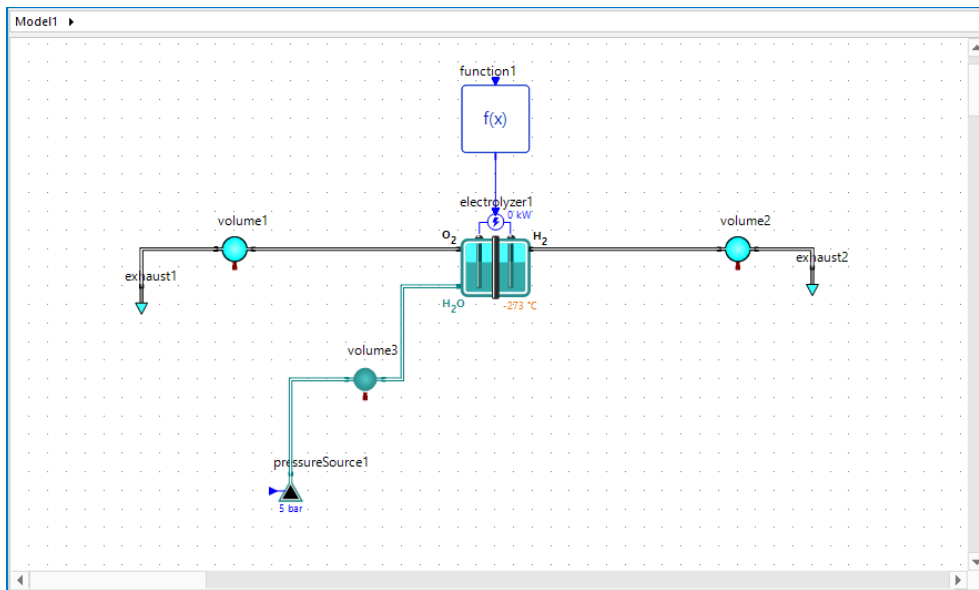 Model1
function1
f(x)
electrolyzer1
0 kW
volume1
volume2
O2
H2
exhaust1
exhaust2
H2O
-273 °C
volume3
pressureSource1
5 bar